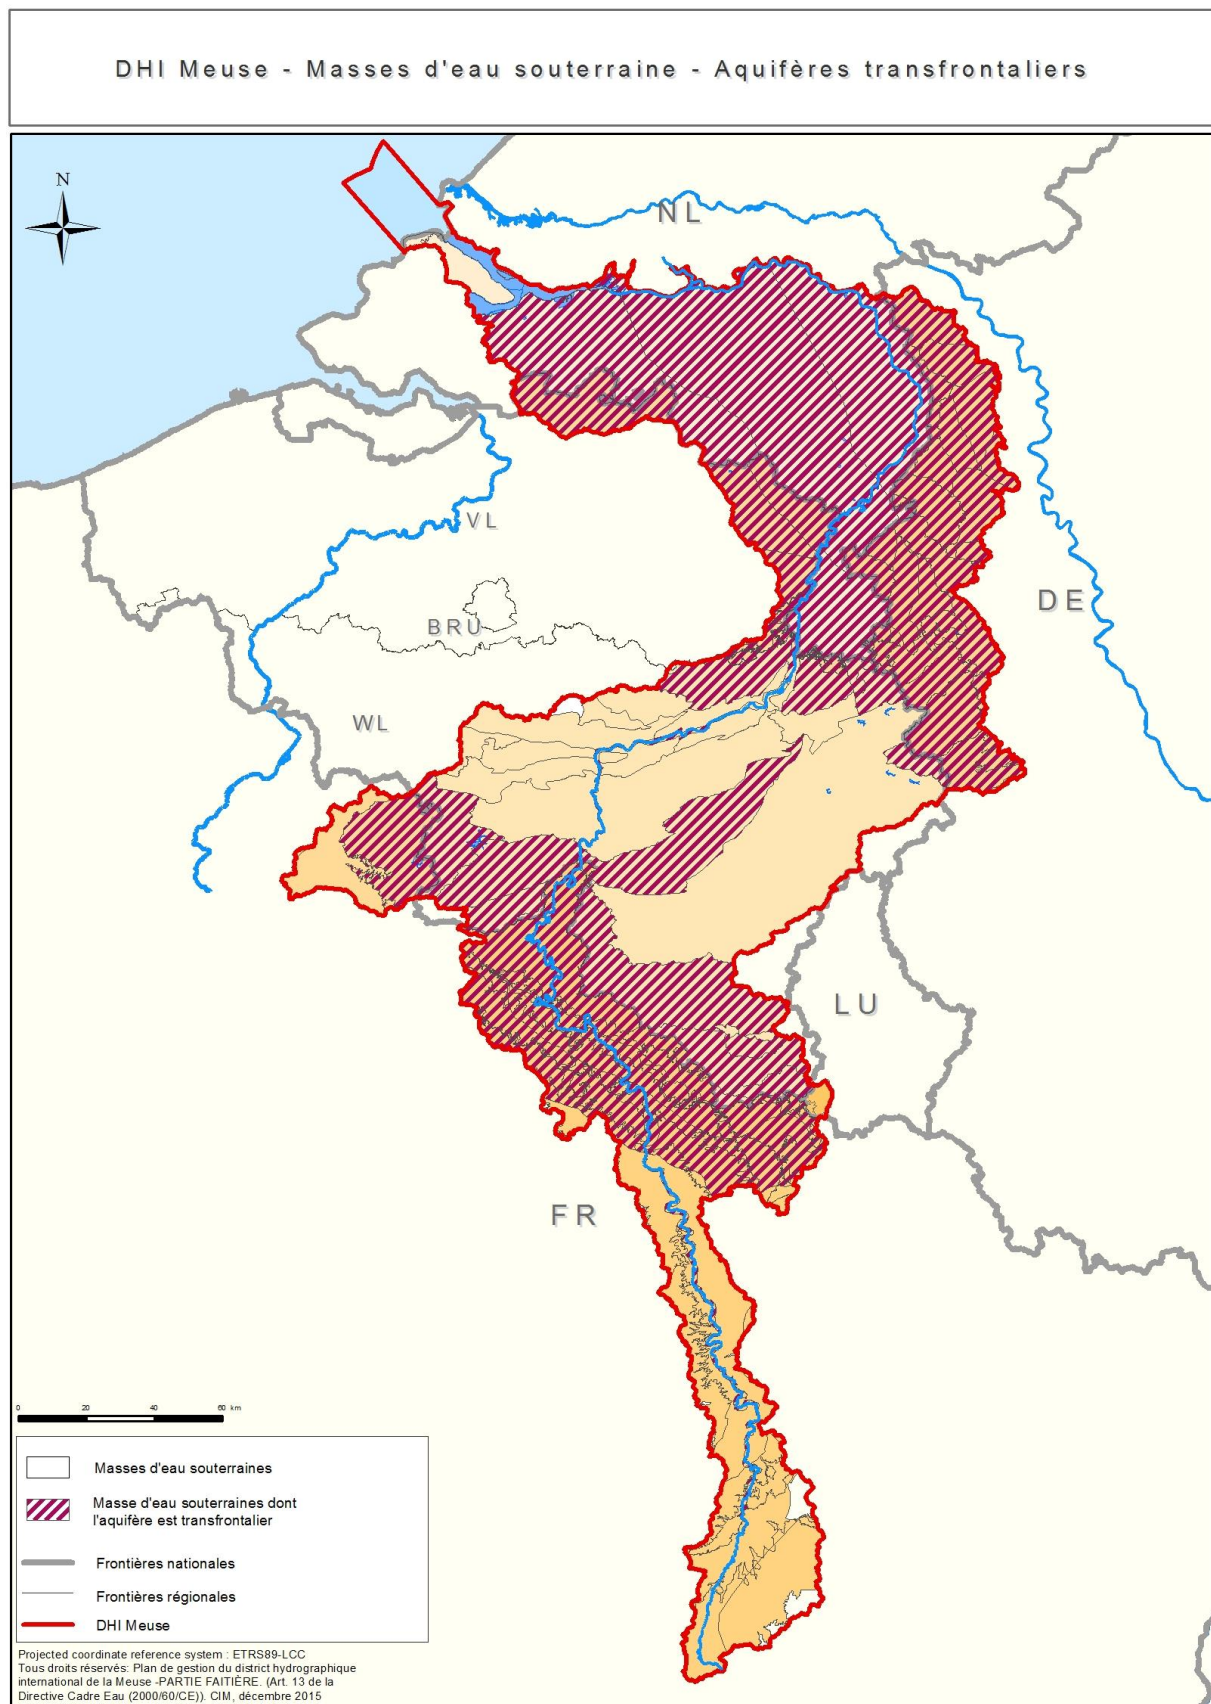 DHI Meuse - Masses d'eau souterraine - Aquifères transfrontaliers
N
NL
VL
DE
BRU
WL
LU
FR
0 20 40 60 km
Masses d'eau souterraines
Masse d'eau souterraines dont
l'aquifère est transfrontalier
Frontières nationales
Frontières régionales
DHI Meuse
Projected coordinate reference system : ETRS89-LCC
Tous droits réservés: Plan de gestion du district hydrographique
international de la Meuse -PARTIE FAITIÈRE. (Art. 13 de la
Directive Cadre Eau (2000/60/CE)). CIM, décembre 2015